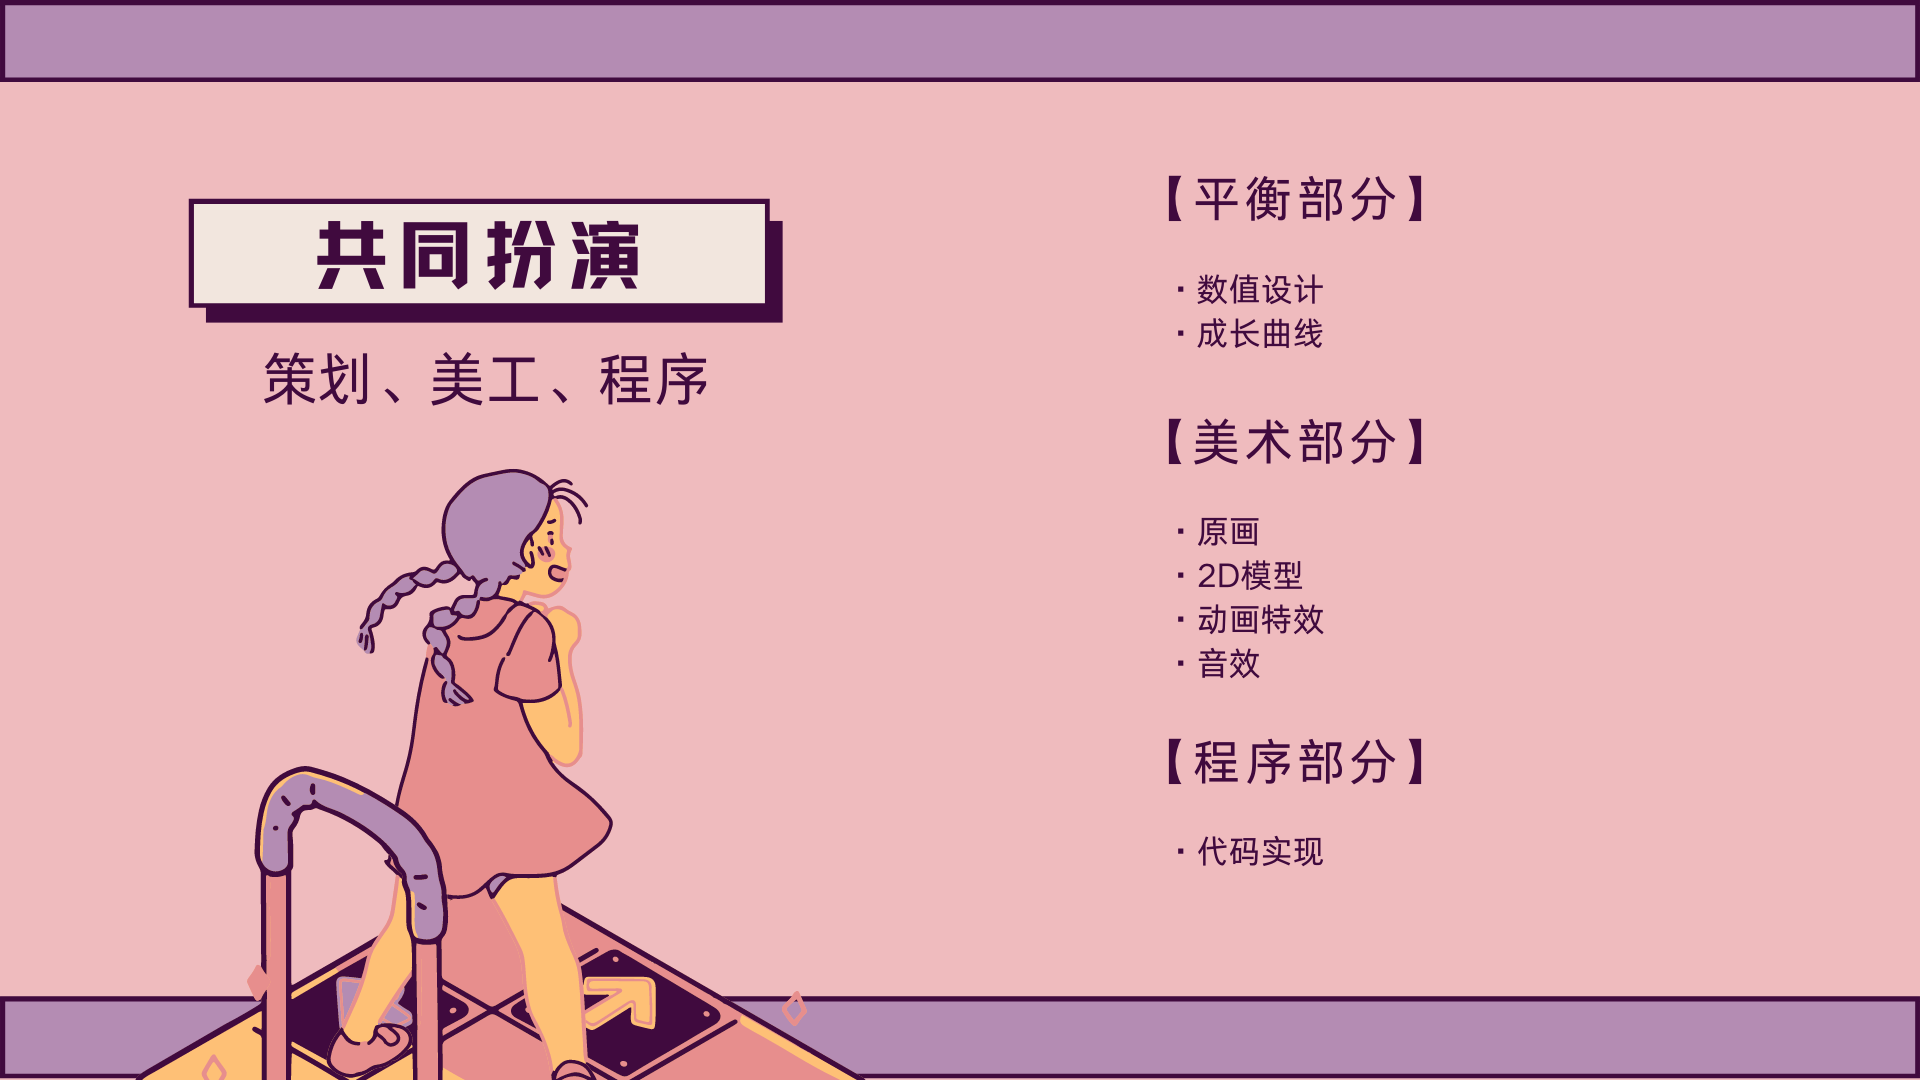 共同扮演
策划、美工、程序
【平衡部分】
· 数值设计
· 成长曲线
【美术部分】
· 原画
· 2D模型
· 动画特效
· 音效
【程序部分】
· 代码实现